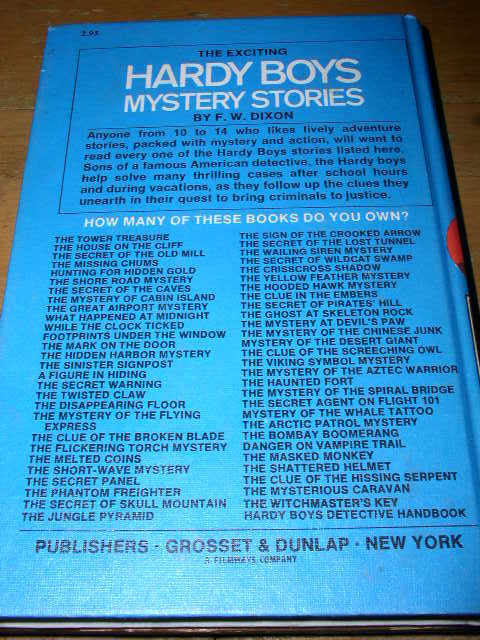 2.95
THE EXCITING
HARDY BOYS
MYSTERY STORIES
BY F. W. DIXON
Anyone from 10 to 14 who likes lively adventure
stories, packed with mystery and action, will want to
read every one of the Hardy Boys stories listed here.
Sons of a famous American detective, the Hardy boys
help solve many thrilling cases after school hours
and during vacations, as they follow up the clues they
unearth in their quest to bring criminals to justice.
HOW MANY OF THESE BOOKS DO YOU OWN?
THE TOWER TREASURE
THE HOUSE ON THE CLIFF
THE SECRET OF THE OLD MILL
THE MISSING CHUMS
HUNTING FOR HIDDEN GOLD
THE SHORE ROAD MYSTERY
THE SECRET OF THE CAVES
THE MYSTERY OF CABIN ISLAND
THE GREAT AIRPORT MYSTERY
WHAT HAPPENED AT MIDNIGHT
WHILE THE CLOCK TICKED
FOOTPRINTS UNDER THE WINDOW
THE MARK ON THE DOOR
THE HIDDEN HARBOR MYSTERY
THE SINISTER SIGNPOST
A FIGURE IN HIDING
THE SECRET WARNING
THE TWISTED CLAW
THE DISAPPEARING FLOOR
THE MYSTERY OF THE FLYING
EXPRESS
THE CLUE OF THE BROKEN BLADE
THE FLICKERING TORCH MYSTERY
THE MELTED COINS
THE SHORT-WAVE MYSTERY
THE SECRET PANEL
THE PHANTOM FREIGHTER
THE SECRET OF SKULL MOUNTAIN
THE JUNGLE PYRAMID
THE SIGN OF THE CROOKED ARROW
THE SECRET OF THE LOST TUNNEL
THE WAILING SIREN MYSTERY
THE SECRET OF WILDCAT SWAMP
THE CRISSCROSS SHADOW
THE YELLOW FEATHER MYSTERY
THE HOODED HAWK MYSTERY
THE CLUE IN THE EMBERS
THE SECRET OF PIRATES' HILL
THE GHOST AT SKELETON ROCK
THE MYSTERY AT DEVIL'S PAW
THE MYSTERY OF THE CHINESE JUNK
MYSTERY OF THE DESERT GIANT
THE CLUE OF THE SCREECHING OWL
THE VIKING SYMBOL MYSTERY
THE MYSTERY OF THE AZTEC WARRIOR
THE HAUNTED FORT
THE MYSTERY OF THE SPIRAL BRIDGE
THE SECRET AGENT ON FLIGHT 101
MYSTERY OF THE WHALE TATTOO
THE ARCTIC PATROL MYSTERY
THE BOMBAY BOOMERANG
DANGER ON VAMPIRE TRAIL
THE MASKED MONKEY
THE SHATTERED HELMET
THE CLUE OF THE HISSING SERPENT
THE MYSTERIOUS CARAVAN
THE WITCHMASTER'S KEY
HARDY BOYS DETECTIVE HANDBOOK
PUBLISHERS · GROSSET & DUNLAP · NEW YORK
A FILMWAYS COMPANY